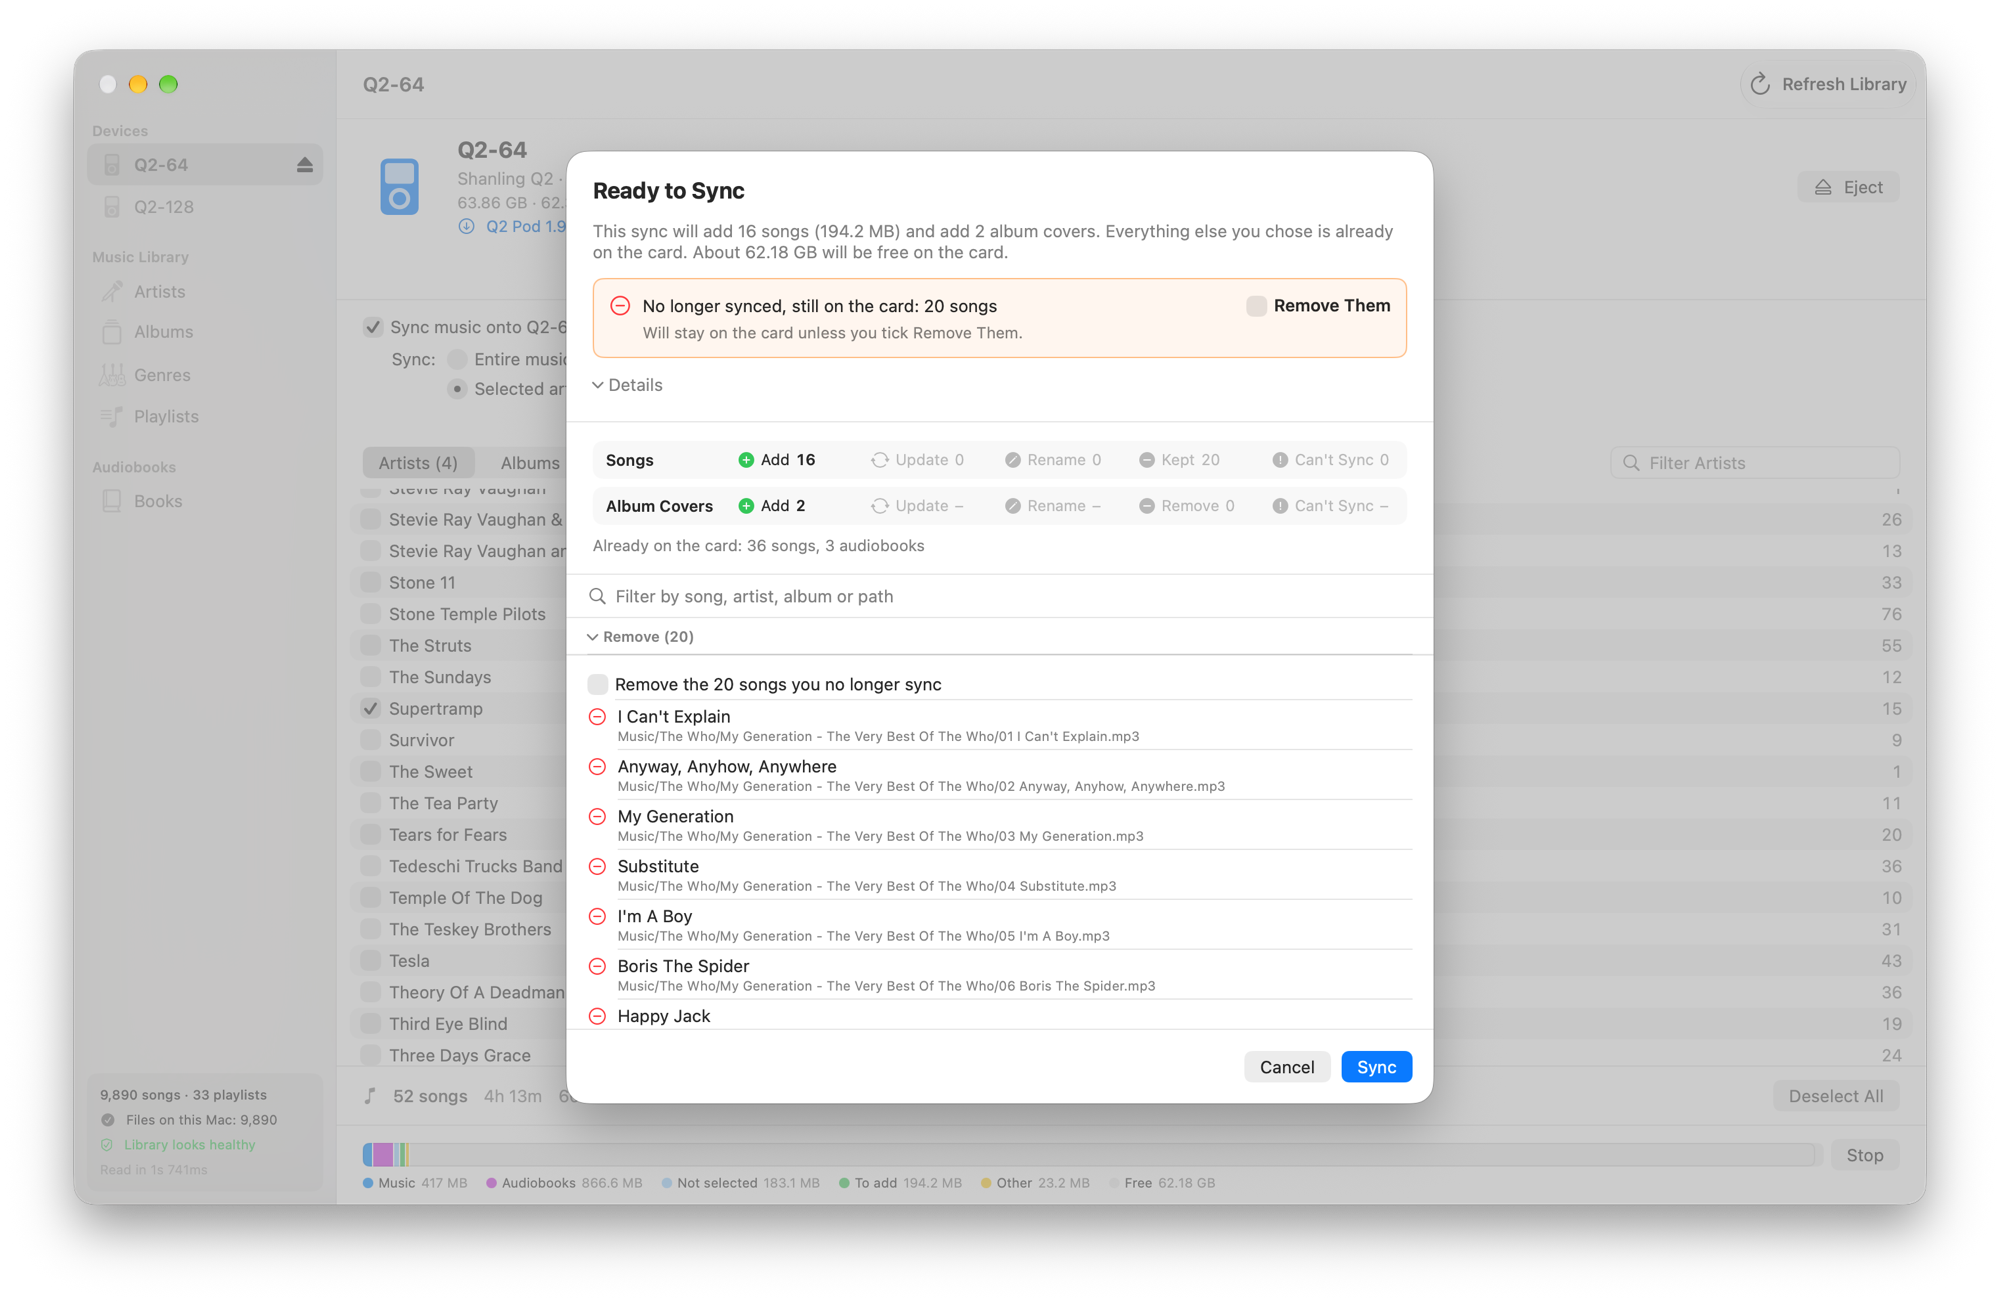 Q2-64
Refresh Library
Devices
Q2-64
Q2-128
Music Library
Artists
Albums
Genres
Playlists
Audiobooks
Books
9,890 songs · 33 playlists
Files on this Mac: 9,890
Library looks healthy
Read in 1s 741ms
Q2-64
Shanling Q2 ·
63.86 GB · 62.
Q2 Pod 1.9
Eject
Sync music onto Q2-6
Sync:
Entire music
Selected ar
Artists (4)
Albums
Filter Artists
Stevie Ray Vaughan
Stevie Ray Vaughan &
26
Stevie Ray Vaughan an
13
Stone 11
33
Stone Temple Pilots
76
The Struts
55
The Sundays
12
Supertramp
15
Survivor
9
The Sweet
1
The Tea Party
11
Tears for Fears
20
Tedeschi Trucks Band
36
Temple Of The Dog
10
The Teskey Brothers
31
Tesla
43
Theory Of A Deadman
36
Third Eye Blind
19
Three Days Grace
24
52 songs
4h 13m
Deselect All
Stop
Music 417 MB
Audiobooks 866.6 MB
Not selected 183.1 MB
To add 194.2 MB
Other 23.2 MB
Free 62.18 GB
Ready to Sync
This sync will add 16 songs (194.2 MB) and add 2 album covers. Everything else you chose is already
on the card. About 62.18 GB will be free on the card.
No longer synced, still on the card: 20 songs
Remove Them
Will stay on the card unless you tick Remove Them.
Details
Songs
Add 16
Update 0
Rename 0
Kept 20
Can't Sync 0
Album Covers
Add 2
Update –
Rename –
Remove 0
Can't Sync –
Already on the card: 36 songs, 3 audiobooks
Filter by song, artist, album or path
Remove (20)
Remove the 20 songs you no longer sync
I Can't Explain
Music/The Who/My Generation - The Very Best Of The Who/01 I Can't Explain.mp3
Anyway, Anyhow, Anywhere
Music/The Who/My Generation - The Very Best Of The Who/02 Anyway, Anyhow, Anywhere.mp3
My Generation
Music/The Who/My Generation - The Very Best Of The Who/03 My Generation.mp3
Substitute
Music/The Who/My Generation - The Very Best Of The Who/04 Substitute.mp3
I'm A Boy
Music/The Who/My Generation - The Very Best Of The Who/05 I'm A Boy.mp3
Boris The Spider
Music/The Who/My Generation - The Very Best Of The Who/06 Boris The Spider.mp3
Happy Jack
Cancel
Sync